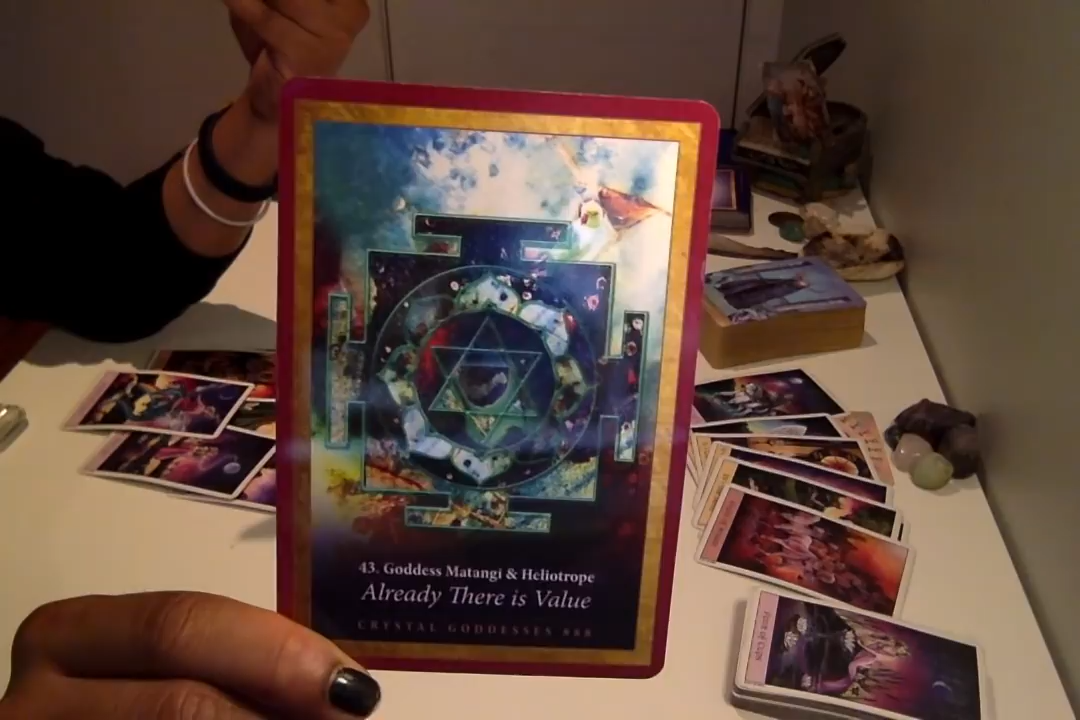 43. Goddess Matangi & Heliotrope
Already There is Value
CRYSTAL GODDESSES 888